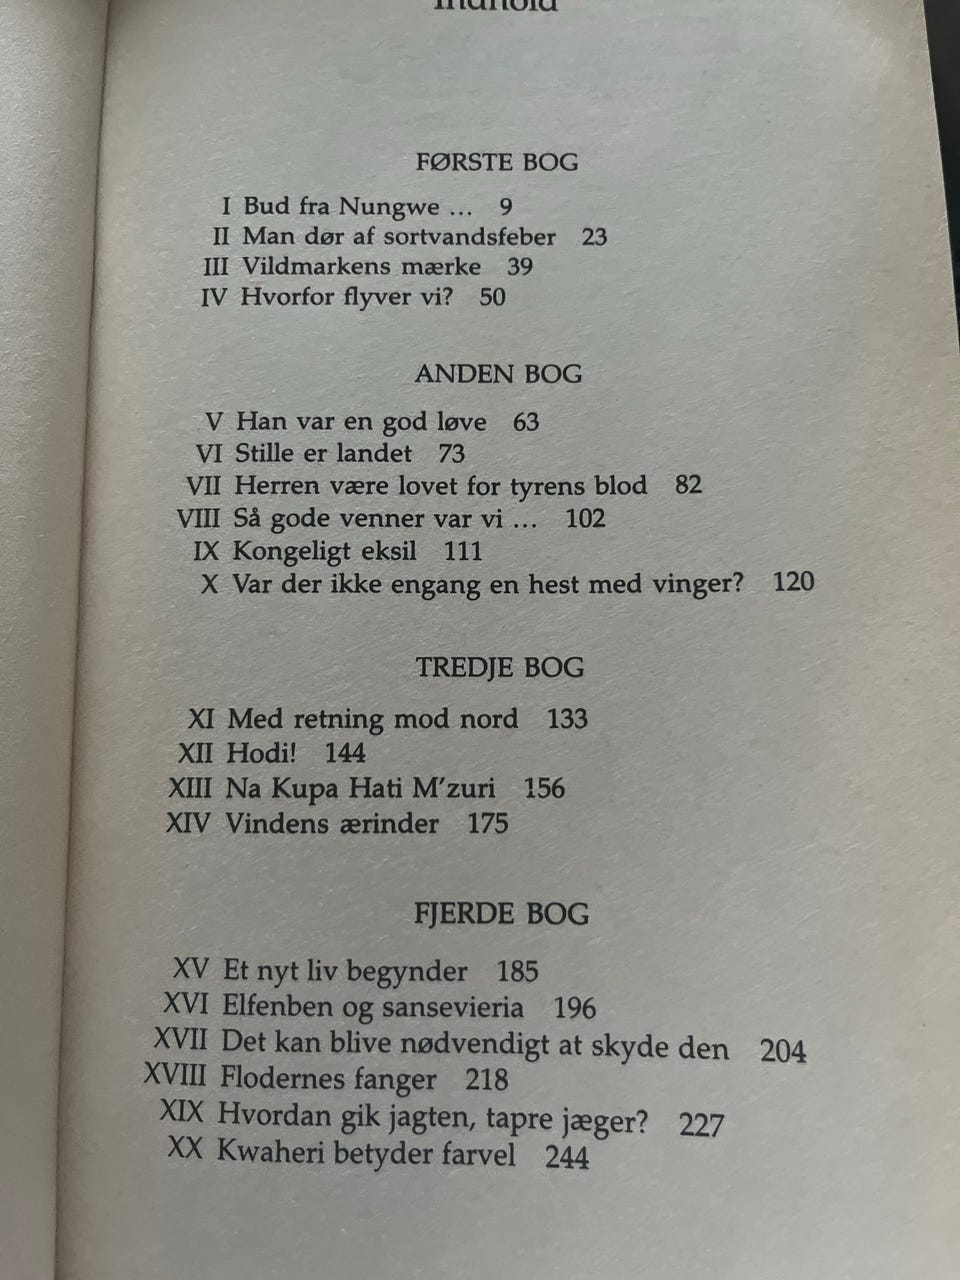 Indhold
FØRSTE BOG
I Bud fra Nungwe ... 9
II Man dør af sortvandsfeber 23
III Vildmarkens mærke 39
IV Hvorfor flyver vi? 50
ANDEN BOG
V Han var en god løve 63
VI Stille er landet 73
VII Herren være lovet for tyrens blod 82
VIII Så gode venner var vi ... 102
IX Kongeligt eksil 111
X Var der ikke engang en hest med vinger? 120
TREDJE BOG
XI Med retning mod nord 133
XII Hodi! 144
XIII Na Kupa Hati M'zuri 156
XIV Vindens ærinder 175
FJERDE BOG
XV Et nyt liv begynder 185
XVI Elfenben og sansevieria 196
XVII Det kan blive nødvendigt at skyde den 204
XVIII Flodernes fanger 218
XIX Hvordan gik jagten, tapre jæger? 227
XX Kwaheri betyder farvel 244